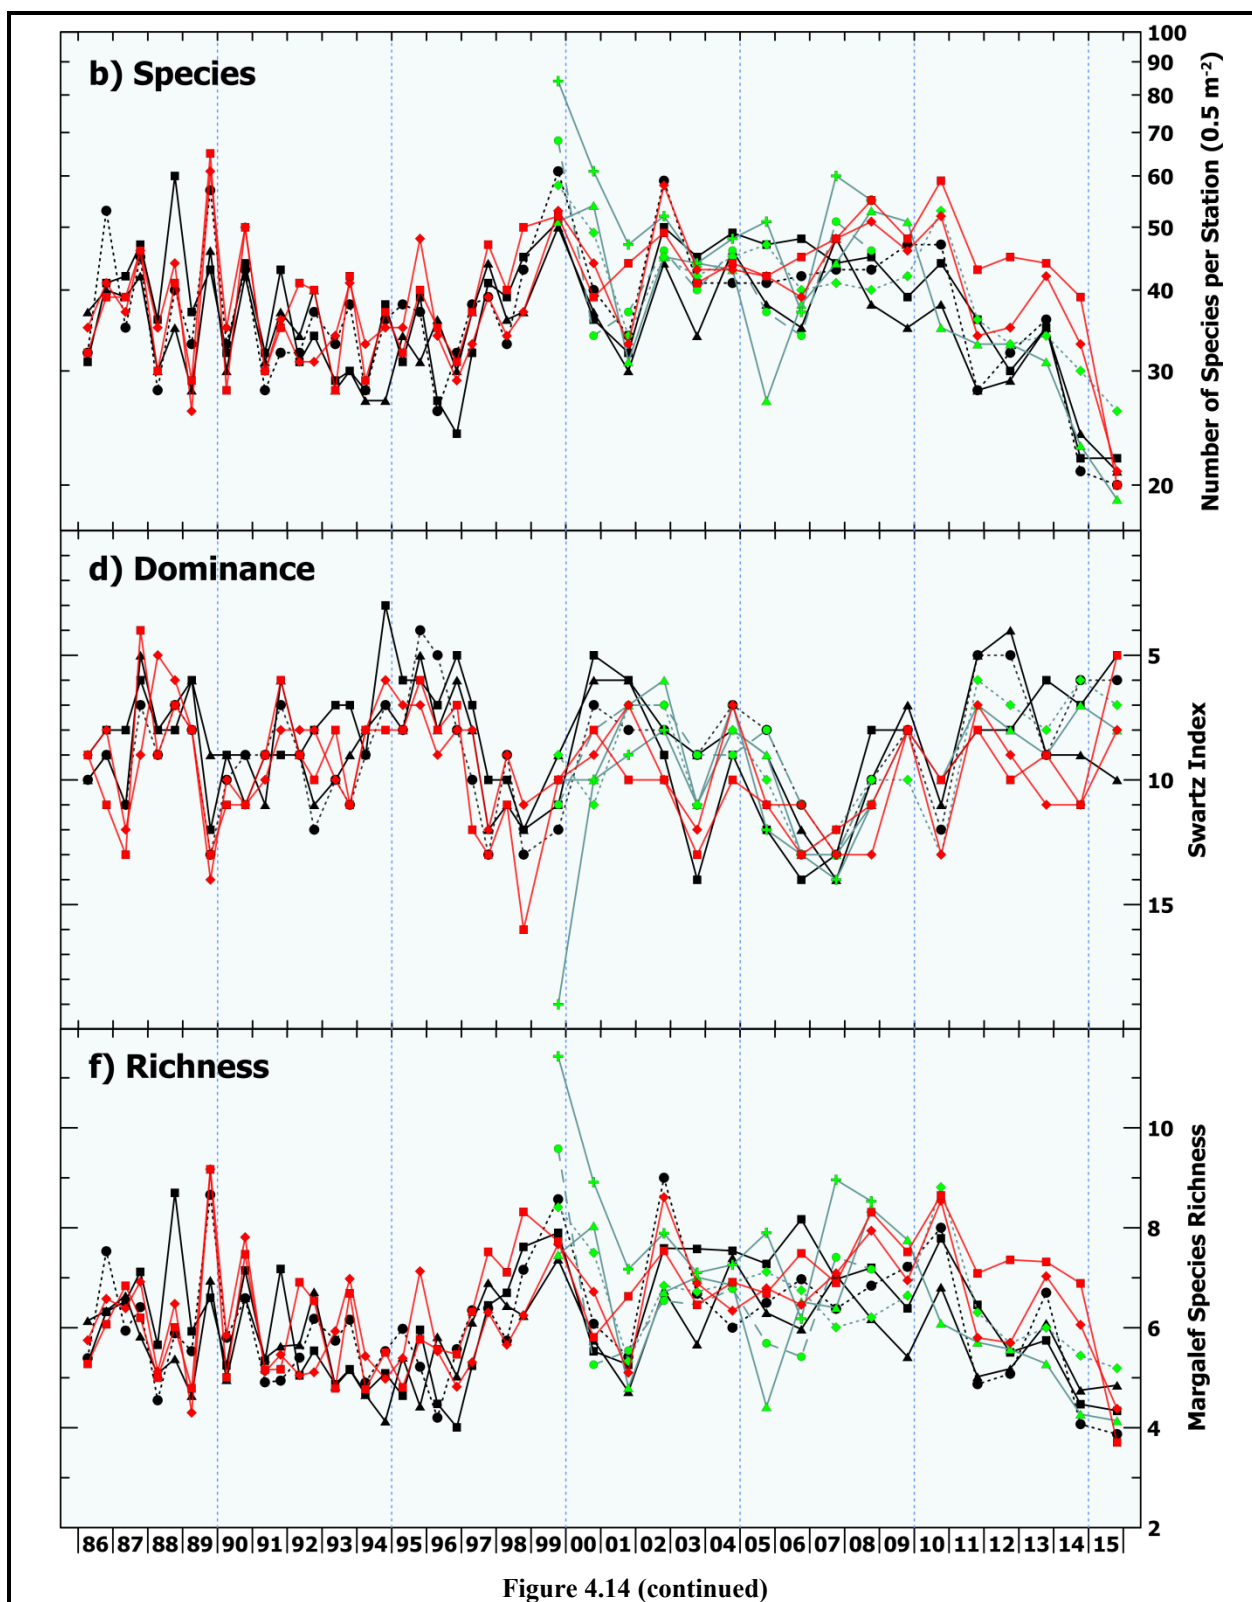 b) Species
100
90
80
70
60
50
40
30
20
Number of Species per Station (0.5 m⁻²)
d) Dominance
5
10
15
Swartz Index
f) Richness
10
8
6
4
2
Margalef Species Richness
86 87 88 89 90 91 92 93 94 95 96 97 98 99 00 01 02 03 04 05 06 07 08 09 10 11 12 13 14 15
Figure 4.14 (continued)